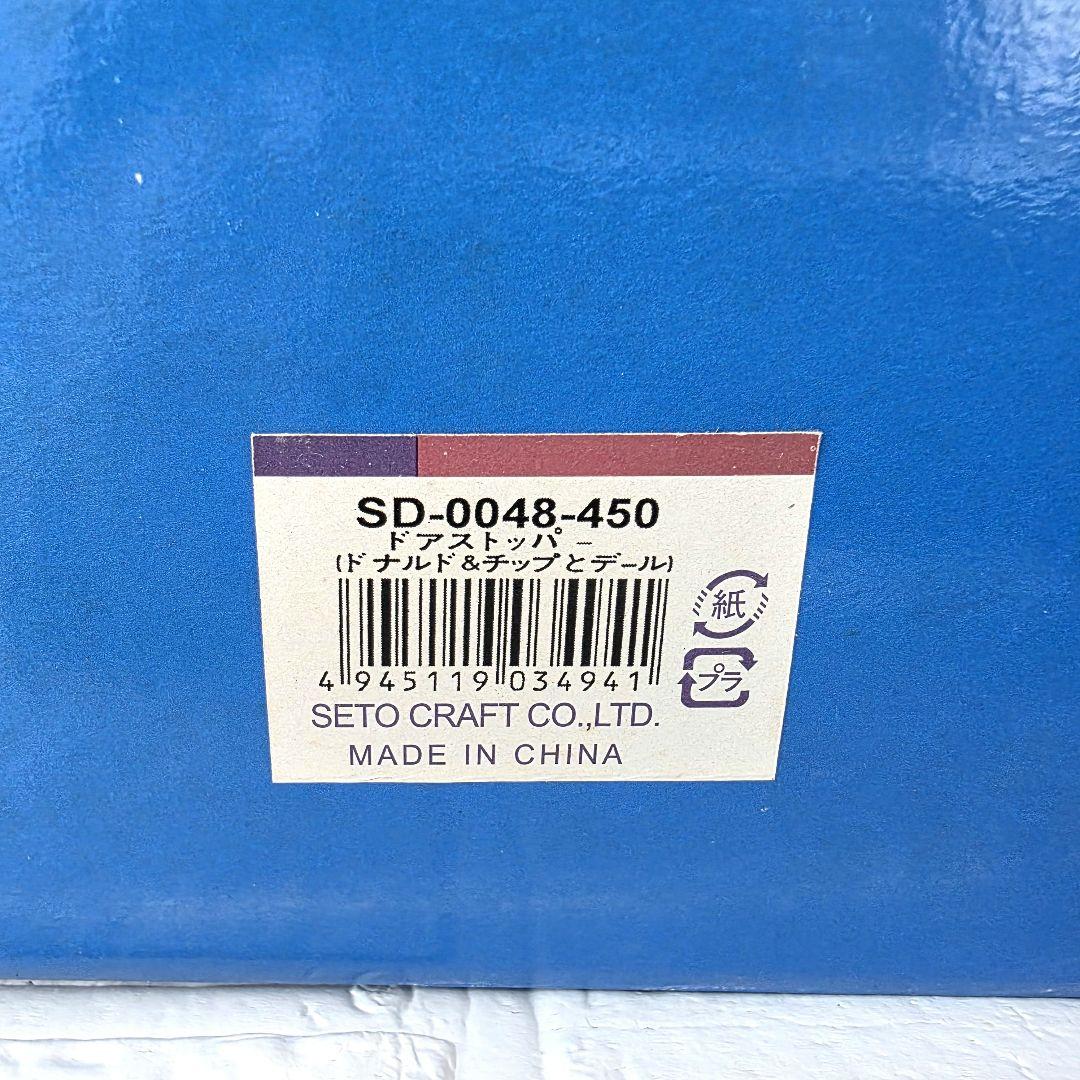 SD-0048-450
ドアストッパー
(ドナルド&チップとデール)
紙
4 945119 034941
プラ
SETO CRAFT CO.,LTD.
MADE IN CHINA